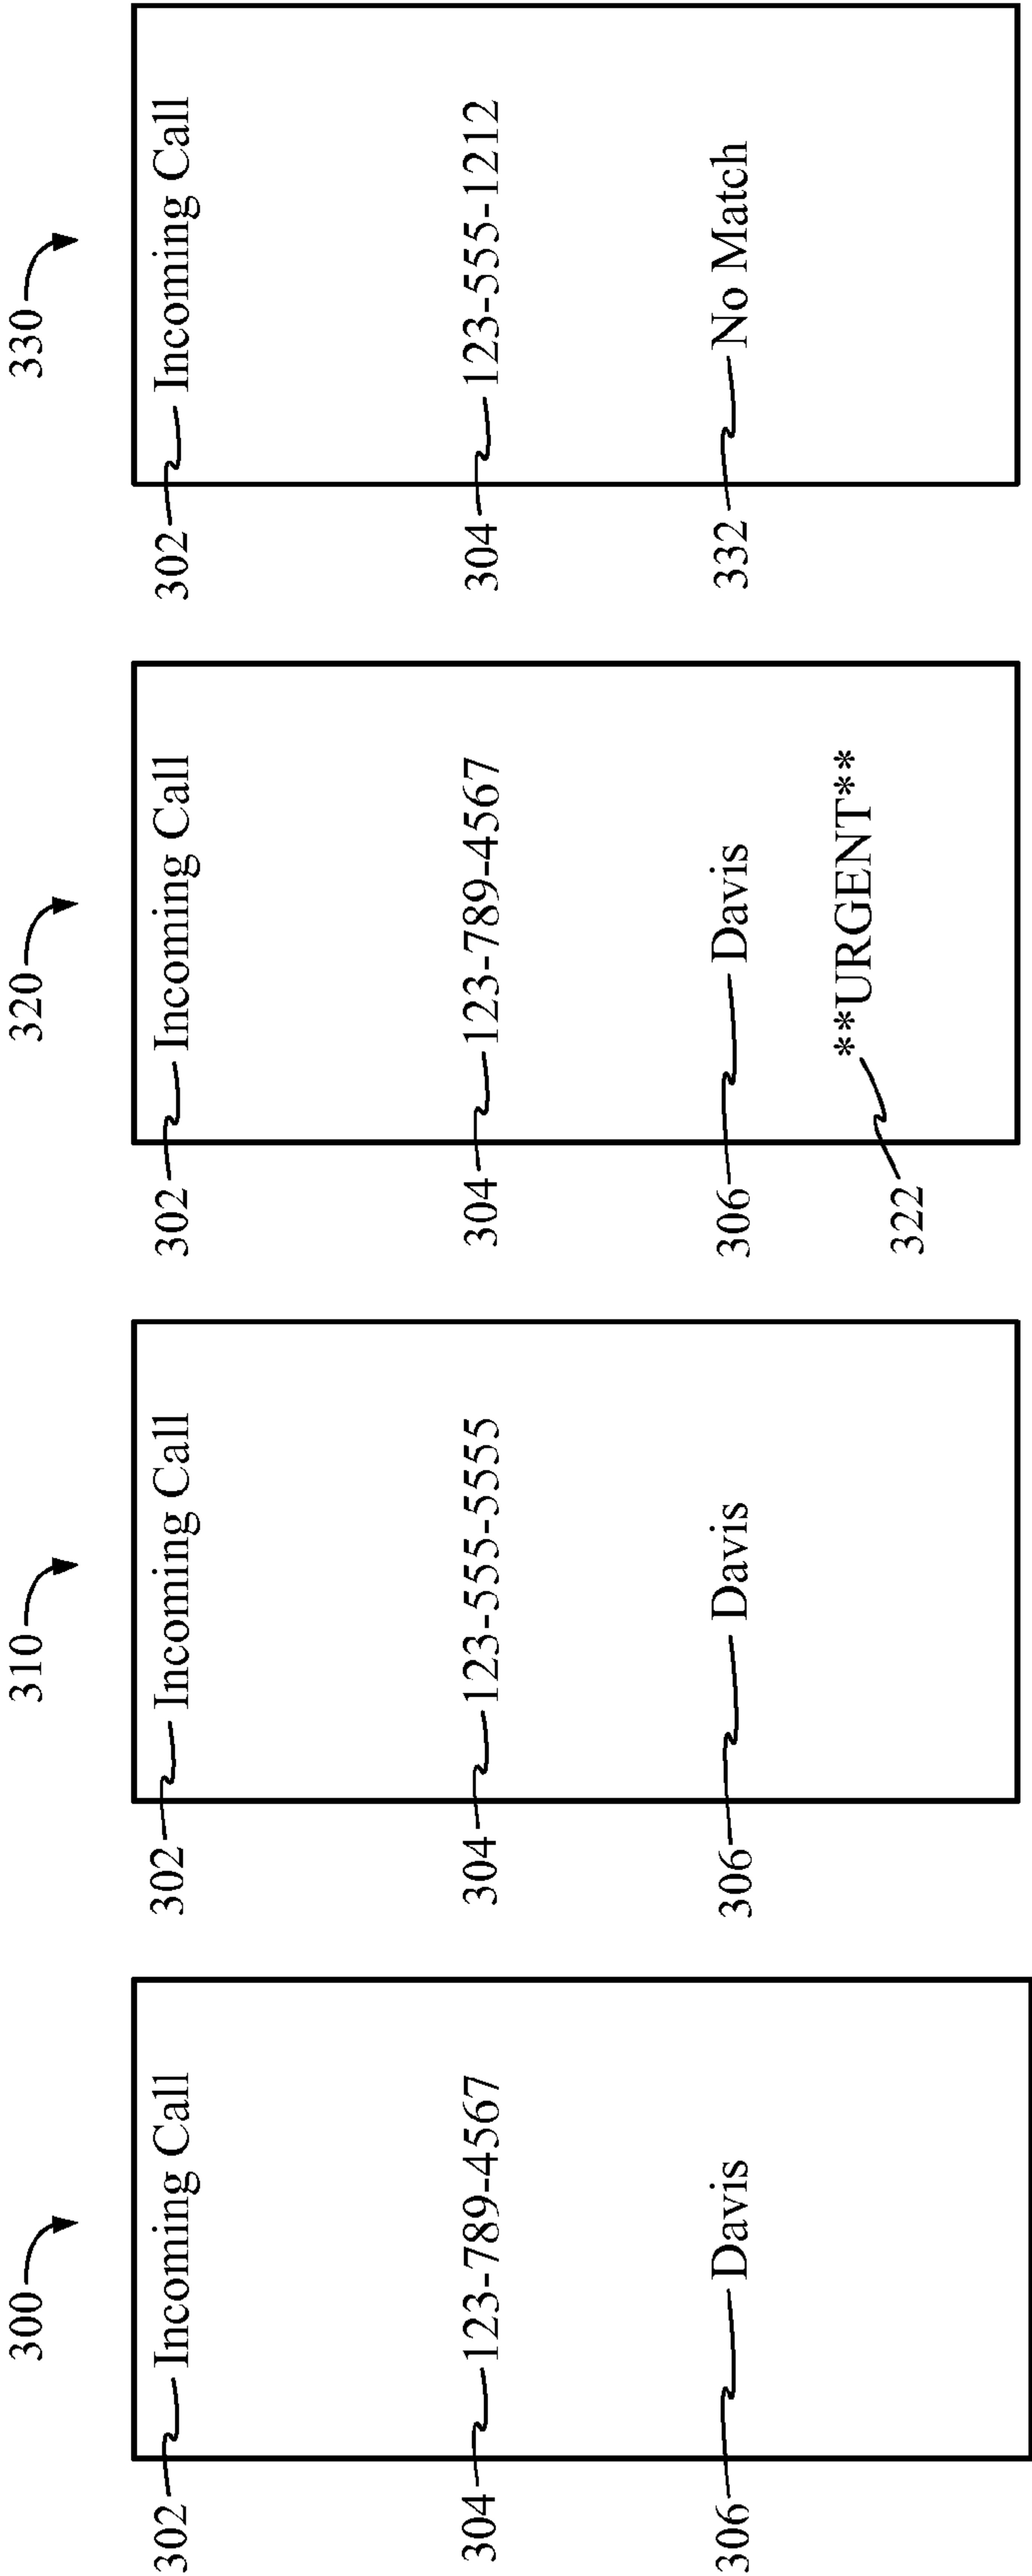 300
302 Incoming Call
304 123-789-4567
306 Davis
310
302 Incoming Call
304 123-555-5555
306 Davis
320
302 Incoming Call
304 123-789-4567
306 Davis
**URGENT**
322
330
302 Incoming Call
304 123-555-1212
332 No Match